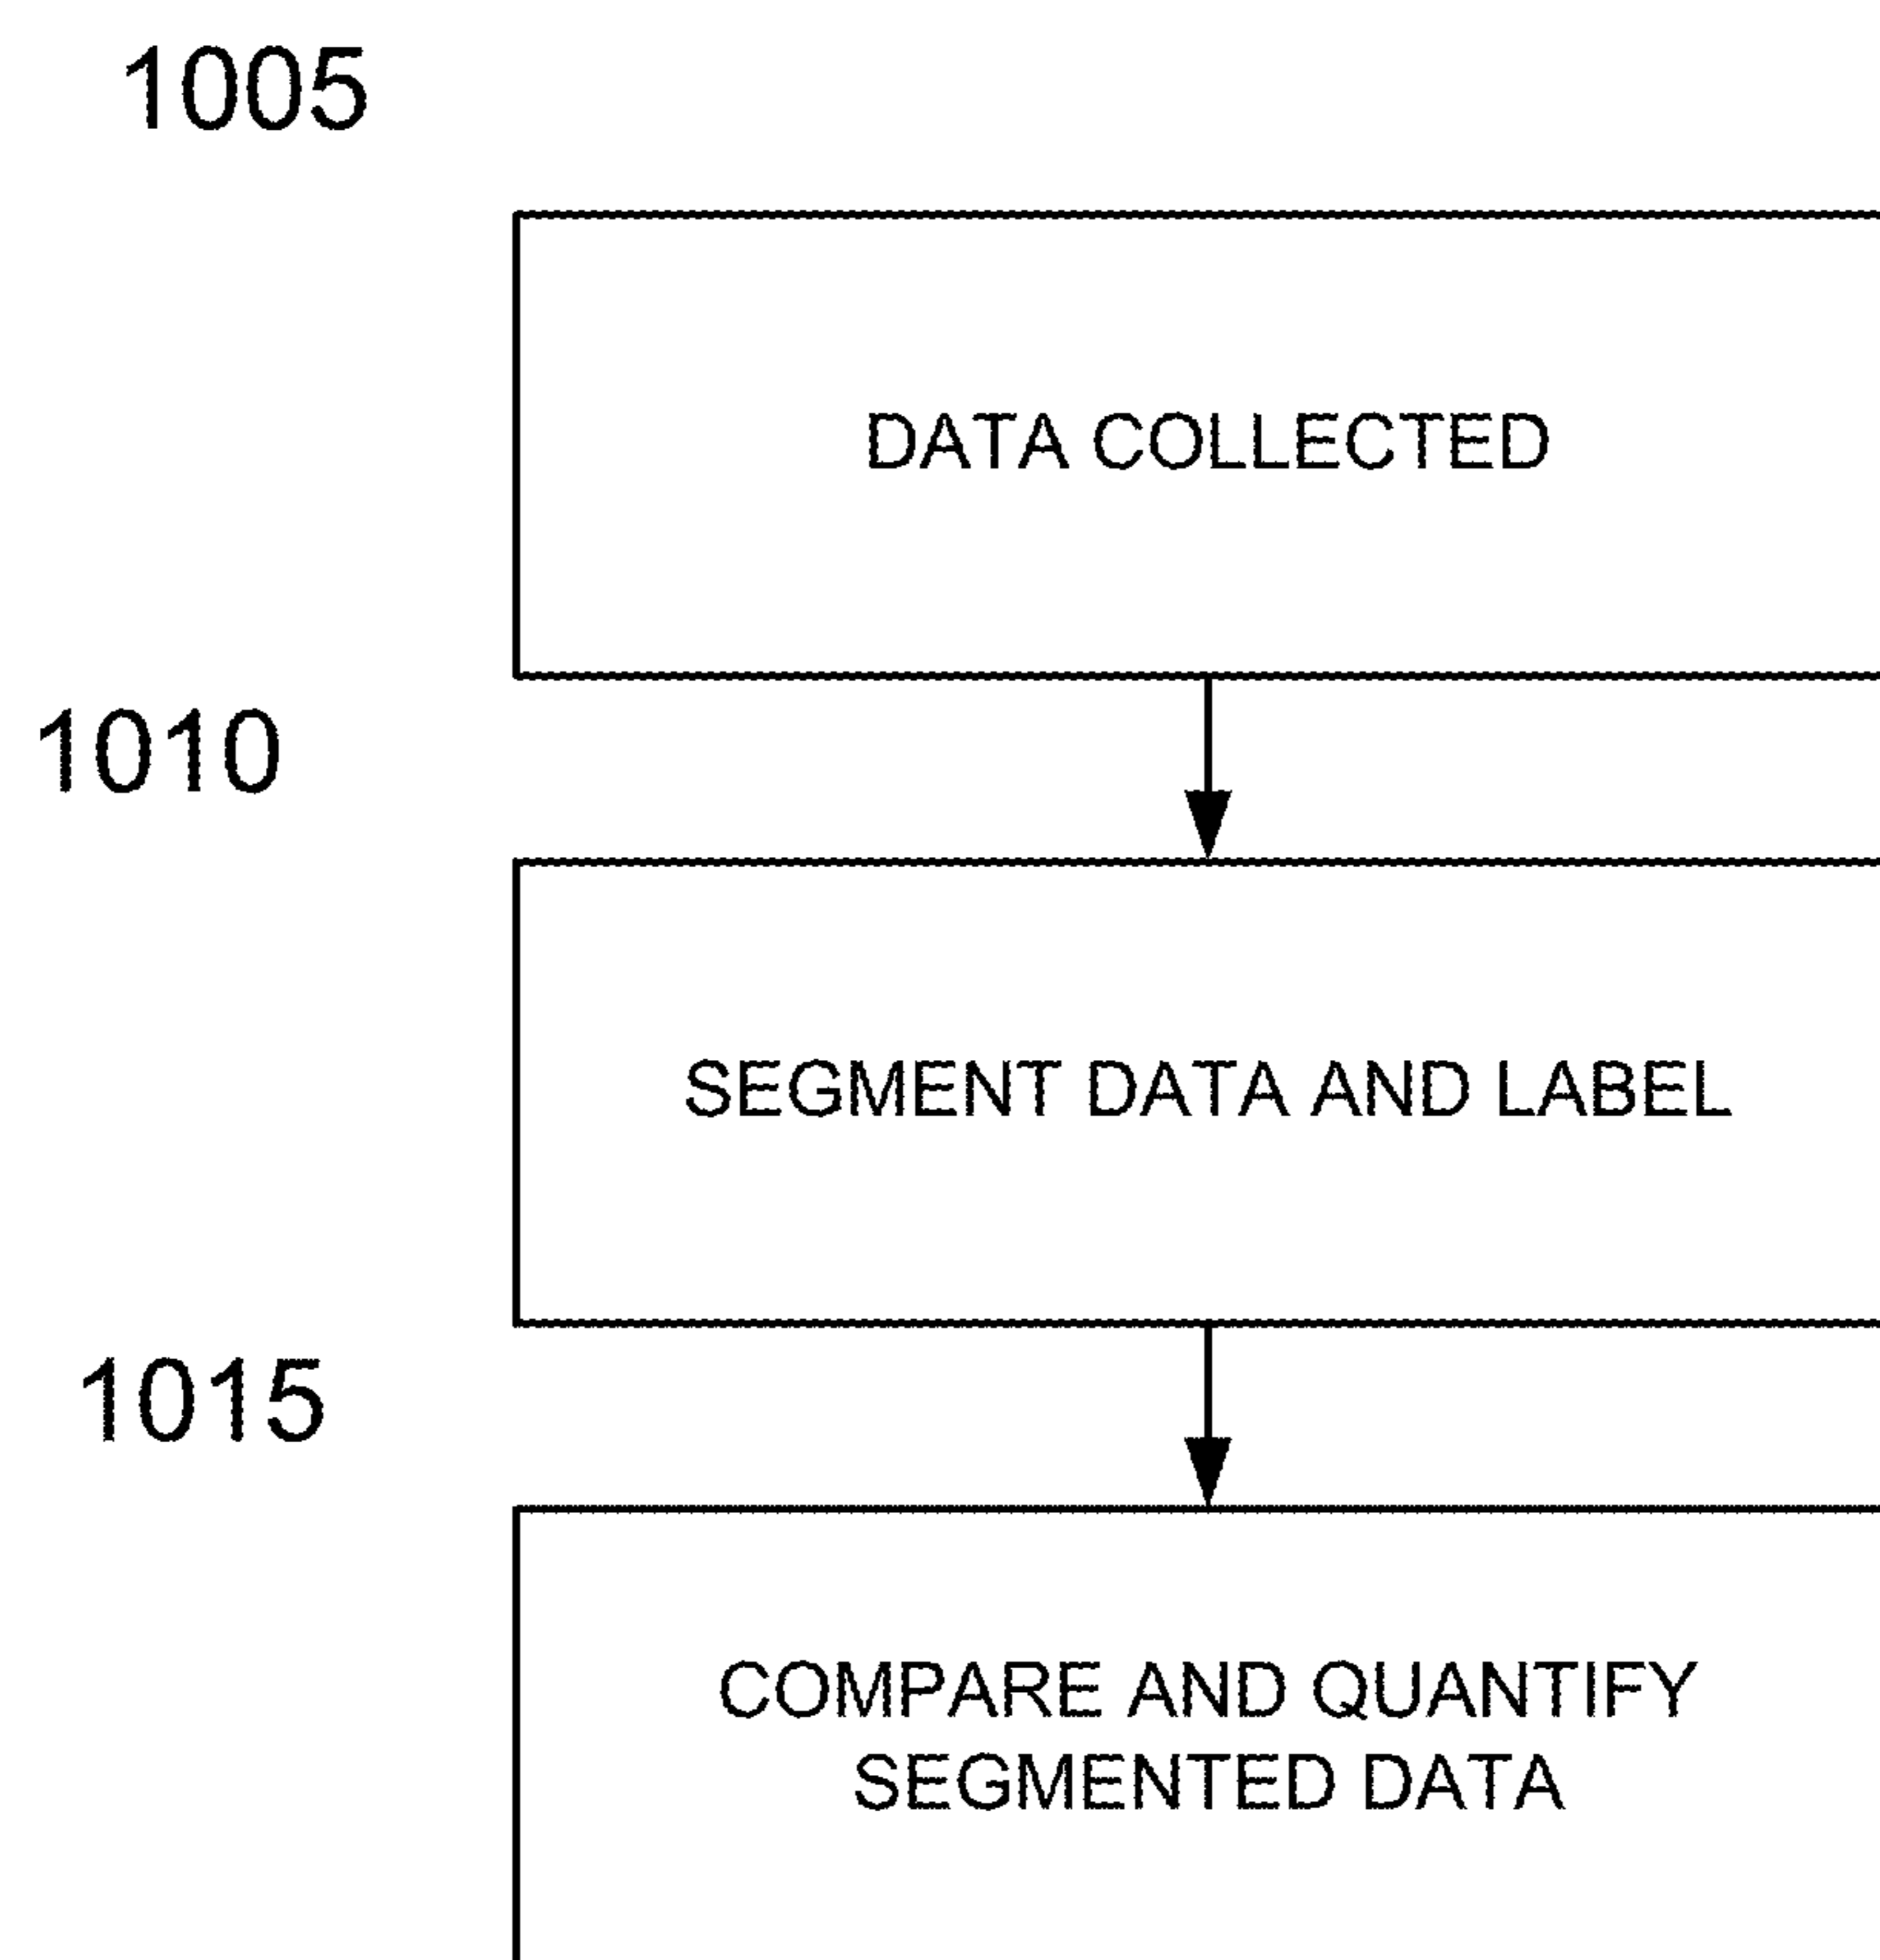 1005
DATA COLLECTED
1010
SEGMENT DATA AND LABEL
1015
COMPARE AND QUANTIFY
SEGMENTED DATA